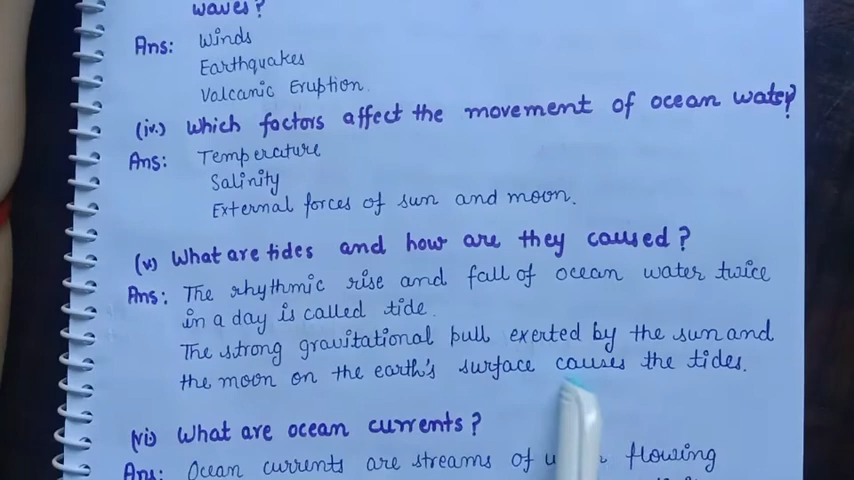 waves?
Ans: Winds
Earthquakes
Volcanic Eruption.
(iv.) Which factors affect the movement of ocean water?
Ans: Temperature
Salinity
External forces of sun and moon.
(v) What are tides and how are they caused?
Ans: The rhythmic rise and fall of ocean water twice
in a day is called tide.
The strong gravitational pull exerted by the sun and
the moon on the earth's surface causes the tides.
(vi) What are ocean currents?
Ans: Ocean currents are streams of flowing